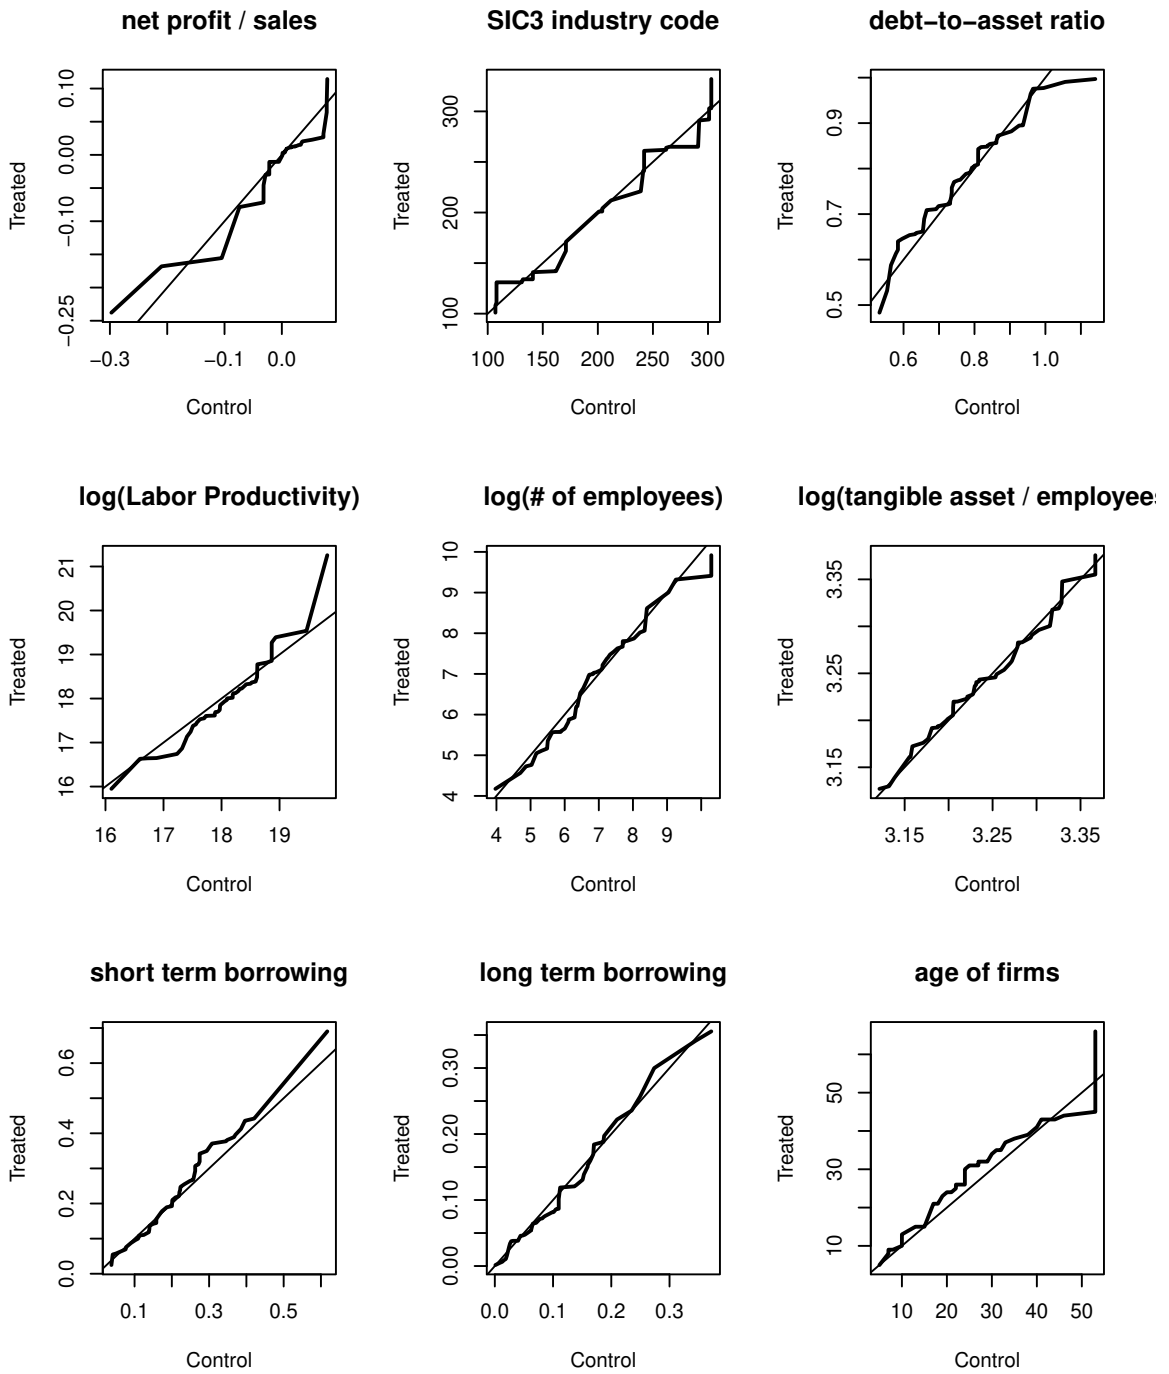 net profit / sales
SIC3 industry code
debt−to−asset ratio
Treated
0.10
0.00
−0.10
−0.25
−0.3
−0.1
0.0
Control
Treated
300
200
100
100 150 200 250 300
Control
Treated
0.9
0.7
0.5
0.6 0.8 1.0
Control
log(Labor Productivity)
log(# of employees)
log(tangible asset / employees
Treated
21
20
19
18
17
16
16 17 18 19
Control
Treated
10
9
8
7
6
5
4
4 5 6 7 8 9
Control
Treated
3.35
3.25
3.15
3.15 3.25 3.35
Control
short term borrowing
long term borrowing
age of firms
Treated
0.6
0.4
0.2
0.0
0.1 0.3 0.5
Control
Treated
0.30
0.20
0.10
0.00
0.0 0.1 0.2 0.3
Control
Treated
50
30
10
10 20 30 40 50
Control